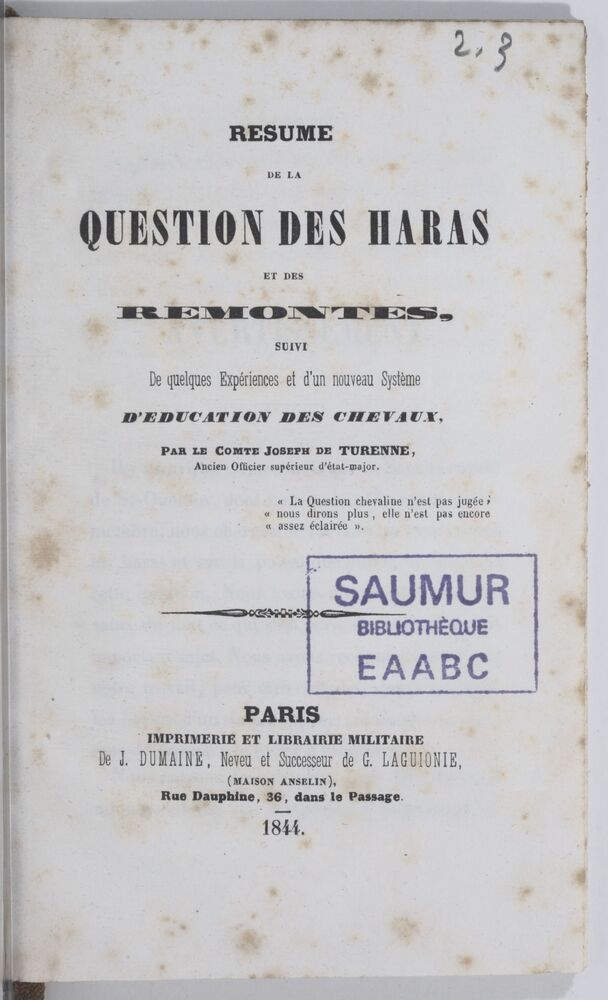 2.3
RESUME
DE LA
QUESTION DES HARAS
ET DES
REMONTES,
SUIVI
De quelques Expériences et d'un nouveau Système
D'EDUCATION DES CHEVAUX,
PAR LE COMTE JOSEPH DE TURENNE,
Ancien Officier supérieur d'état-major.
« La Question chevaline n'est pas jugée,
« nous dirons plus, elle n'est pas encore
« assez éclairée ».
SAUMUR
BIBLIOTHÈQUE
EAABC
PARIS
IMPRIMERIE ET LIBRAIRIE MILITAIRE
De J. DUMAINE, Neveu et Successeur de G. LAGUIONIE,
(MAISON ANSELIN),
Rue Dauphine, 36, dans le Passage.
1844.